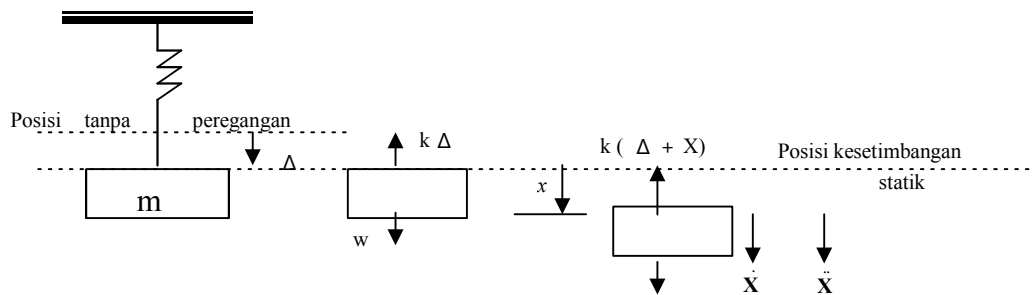 Posisi tanpa peregangan
Δ
m
k Δ
w
k ( Δ + X)
x
Posisi kesetimbangan
statik
Ẋ
Ẍ